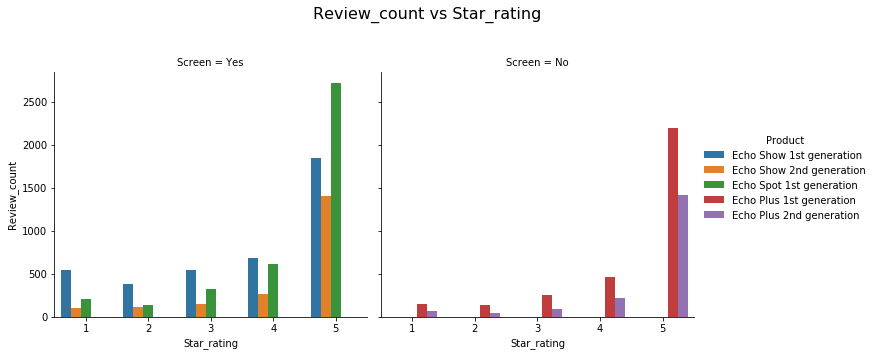 Review_count vs Star_rating
Screen = Yes
Screen = No
Review_count
2500
2000
1500
1000
500
0
1 2 3 4 5
Star_rating
1 2 3 4 5
Star_rating
Product
Echo Show 1st generation
Echo Show 2nd generation
Echo Spot 1st generation
Echo Plus 1st generation
Echo Plus 2nd generation